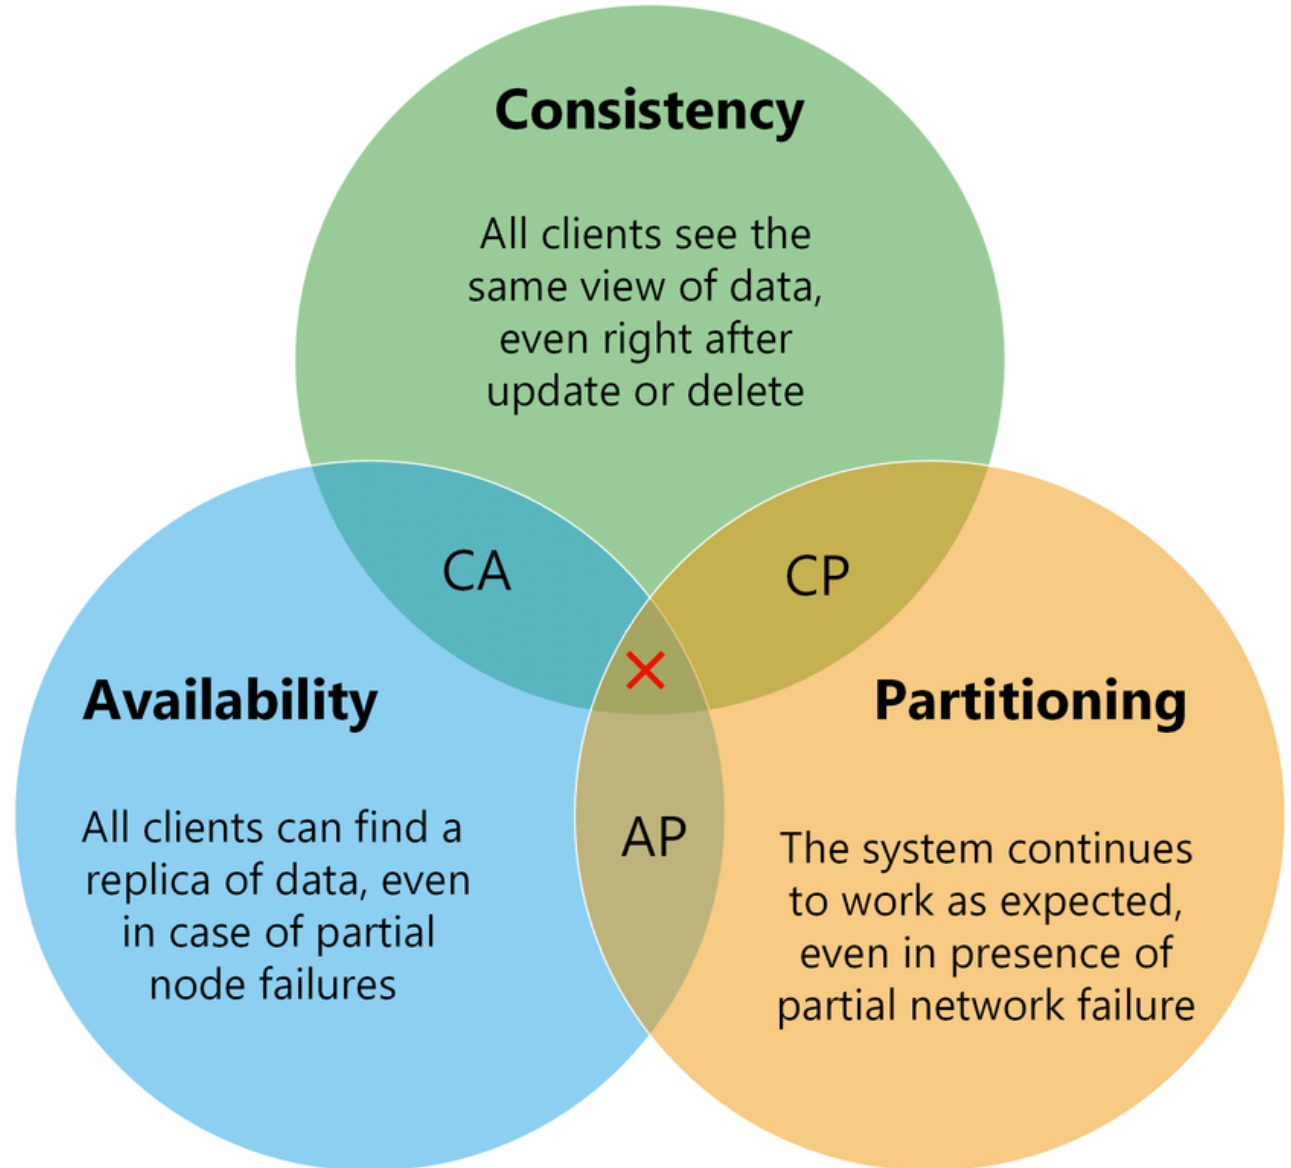 Consistency
All clients see the
same view of data,
even right after
update or delete
CA
CP
Availability
All clients can find a
replica of data, even
in case of partial
node failures
AP
Partitioning
The system continues
to work as expected,
even in presence of
partial network failure